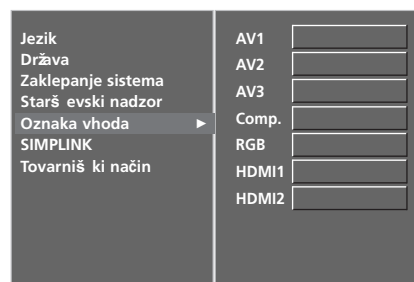 Jezik
Država
Zaklepanje sistema
Starš evski nadzor
Oznaka vhoda ►
SIMPLINK
Tovarniš ki način
AV1
AV2
AV3
Comp.
RGB
HDMI1
HDMI2